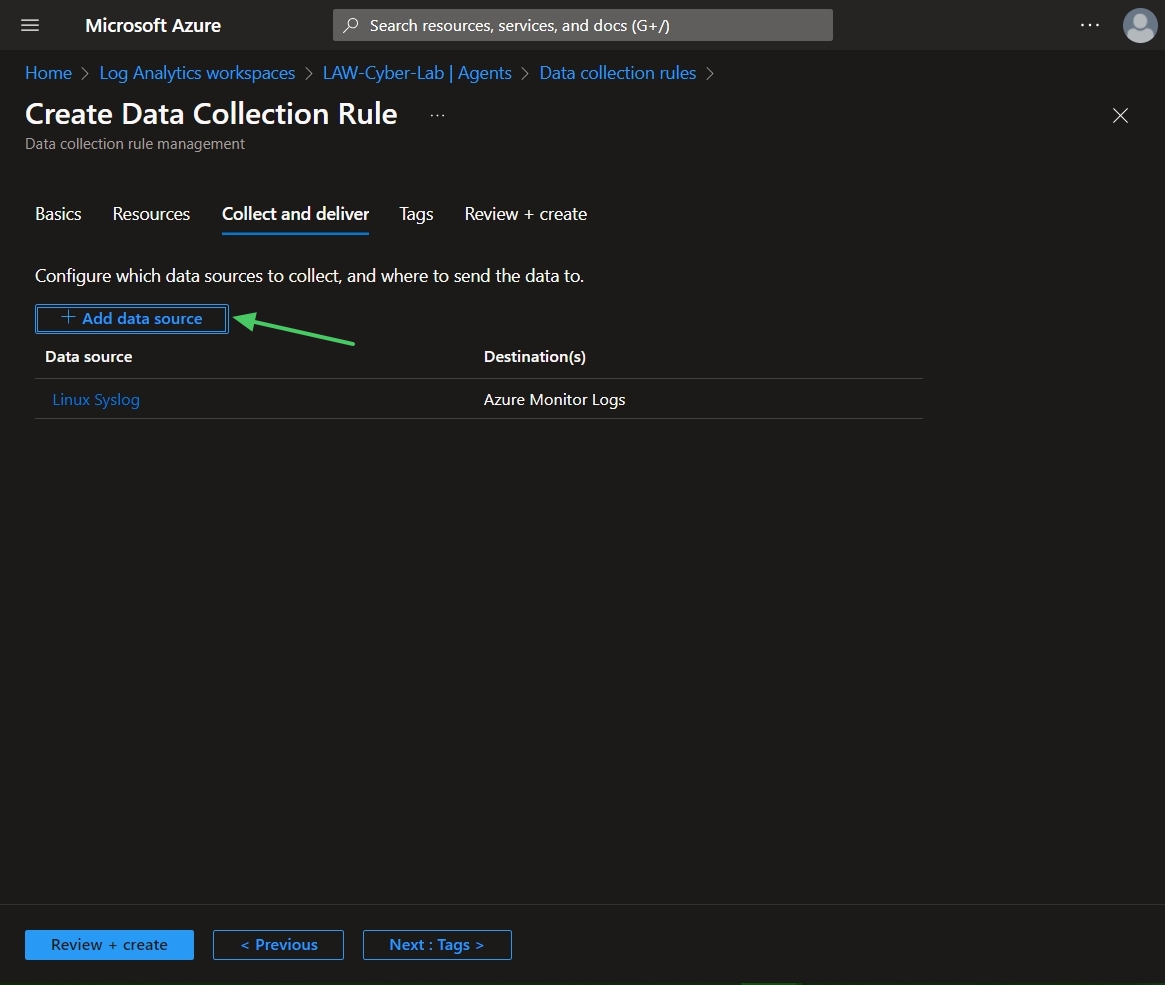 Microsoft Azure
Search resources, services, and docs (G+/)
Home > Log Analytics workspaces > LAW-Cyber-Lab | Agents > Data collection rules >
Create Data Collection Rule ...
Data collection rule management
Basics Resources Collect and deliver Tags Review + create
Configure which data sources to collect, and where to send the data to.
+ Add data source
Data source Destination(s)
Linux Syslog Azure Monitor Logs
Review + create < Previous Next : Tags >